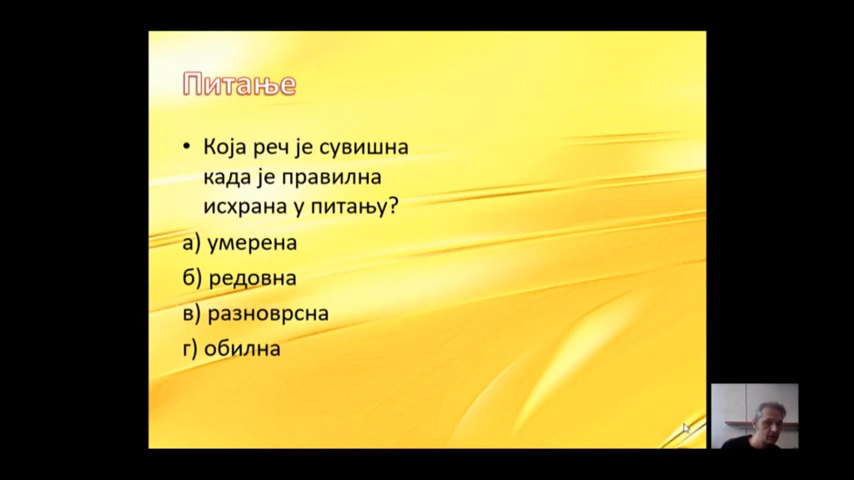 Питање
• Која реч је сувишна
када је правилна
исхрана у питању?
а) умерена
б) редовна
в) разноврсна
г) обилна